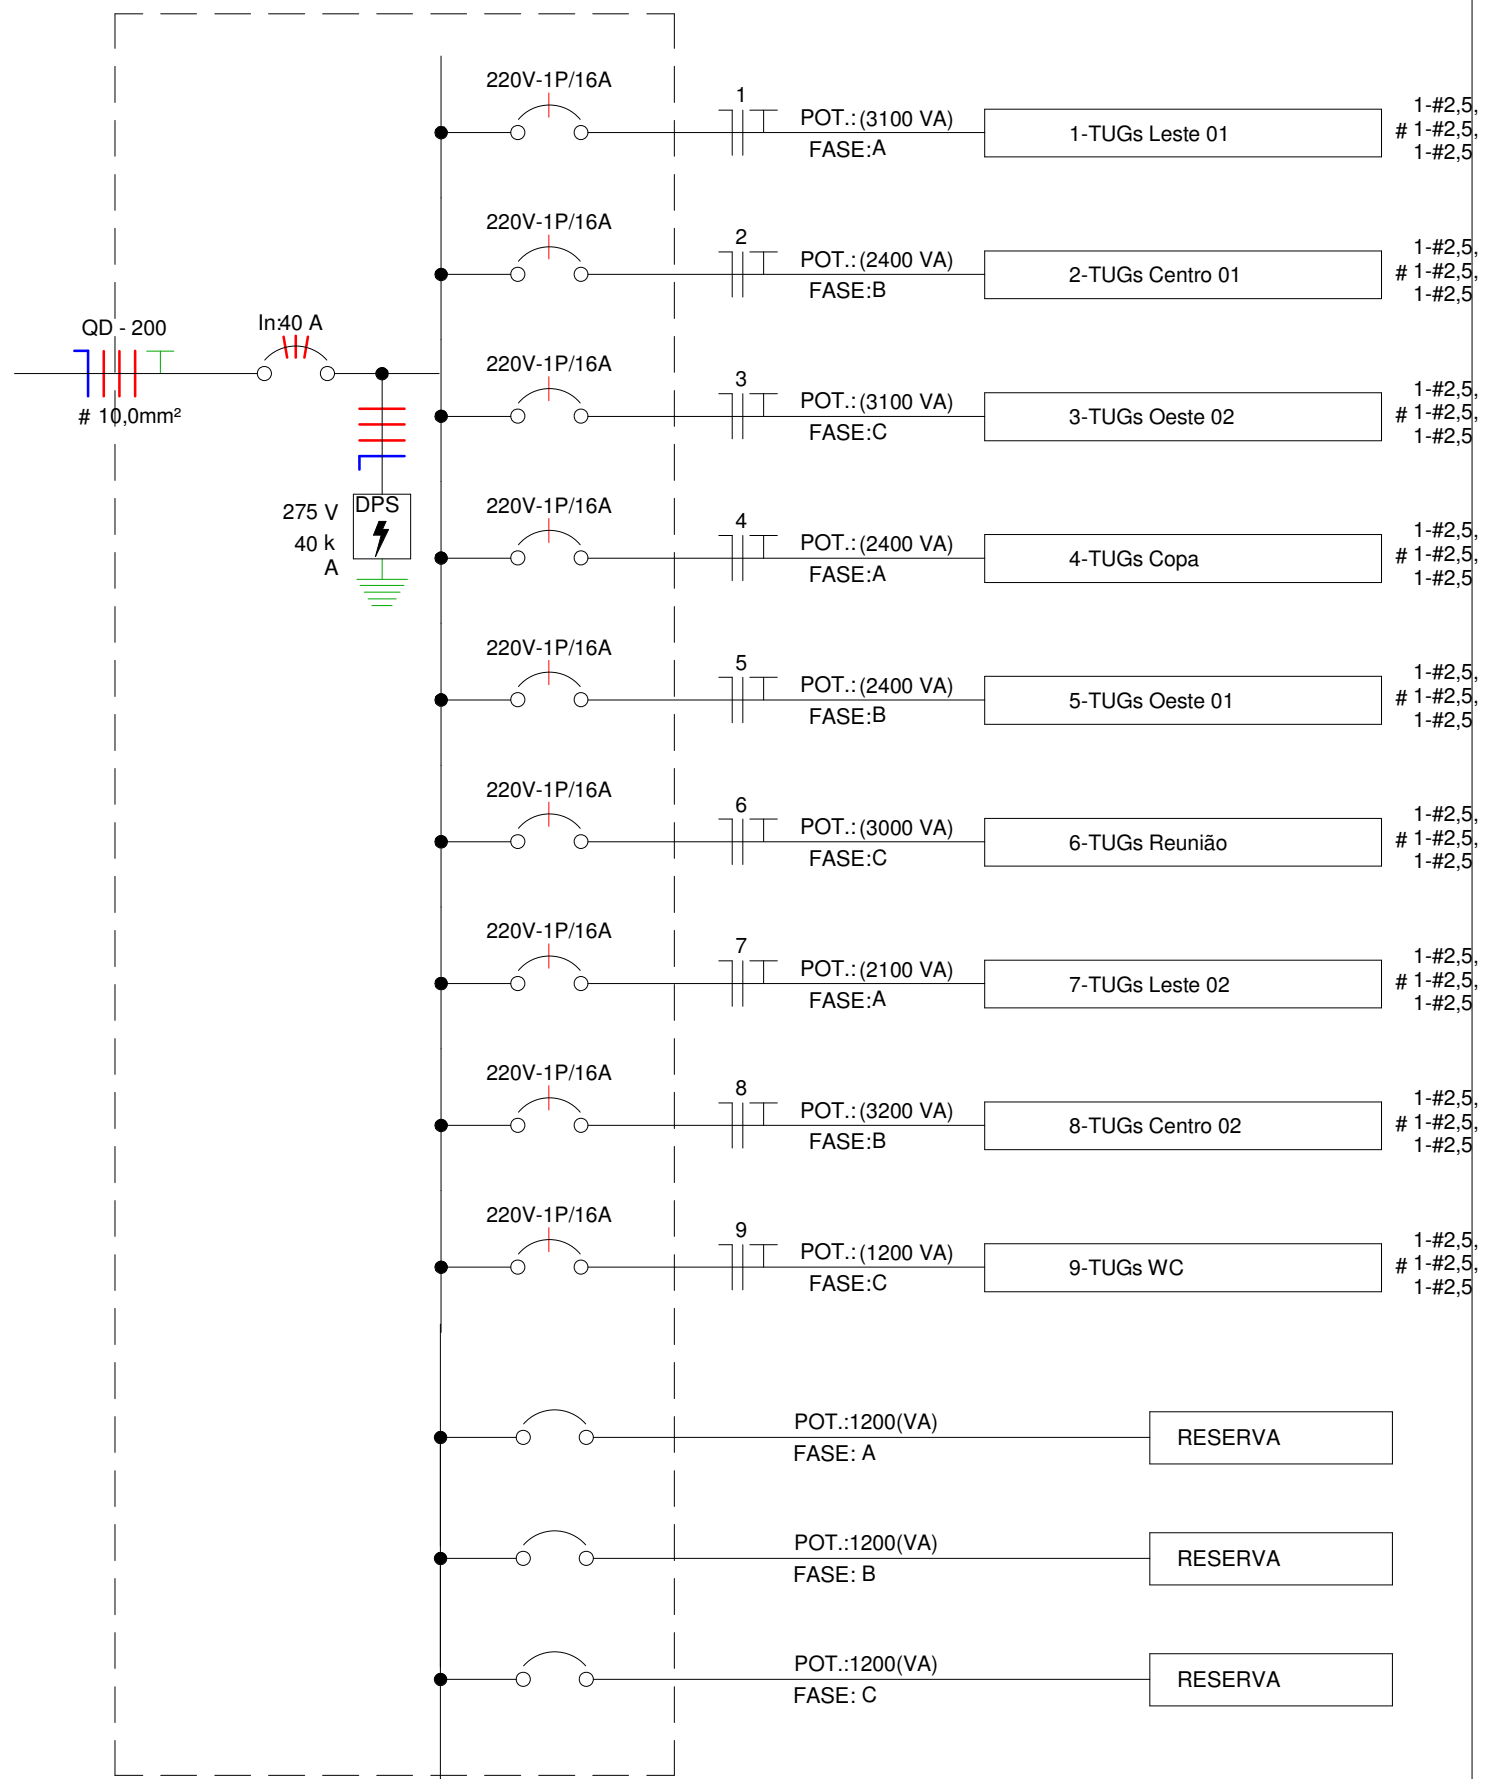 220V-1P/16A
1
POT.: (3100 VA)
FASE:A
1-TUGs Leste 01
1-#2,5,
# 1-#2,5,
1-#2,5
220V-1P/16A
2
POT.: (2400 VA)
FASE:B
2-TUGs Centro 01
1-#2,5,
# 1-#2,5,
1-#2,5
QD - 200
# 10,0mm²
In:40 A
220V-1P/16A
3
POT.: (3100 VA)
FASE:C
3-TUGs Oeste 02
1-#2,5,
# 1-#2,5,
1-#2,5
275 V
40 k
A
DPS
220V-1P/16A
4
POT.: (2400 VA)
FASE:A
4-TUGs Copa
1-#2,5,
# 1-#2,5,
1-#2,5
220V-1P/16A
5
POT.: (2400 VA)
FASE:B
5-TUGs Oeste 01
1-#2,5,
# 1-#2,5,
1-#2,5
220V-1P/16A
6
POT.: (3000 VA)
FASE:C
6-TUGs Reunião
1-#2,5,
# 1-#2,5,
1-#2,5
220V-1P/16A
7
POT.: (2100 VA)
FASE:A
7-TUGs Leste 02
1-#2,5,
# 1-#2,5,
1-#2,5
220V-1P/16A
8
POT.: (3200 VA)
FASE:B
8-TUGs Centro 02
1-#2,5,
# 1-#2,5,
1-#2,5
220V-1P/16A
9
POT.: (1200 VA)
FASE:C
9-TUGs WC
1-#2,5,
# 1-#2,5,
1-#2,5
POT.:1200(VA)
FASE: A
RESERVA
POT.:1200(VA)
FASE: B
RESERVA
POT.:1200(VA)
FASE: C
RESERVA